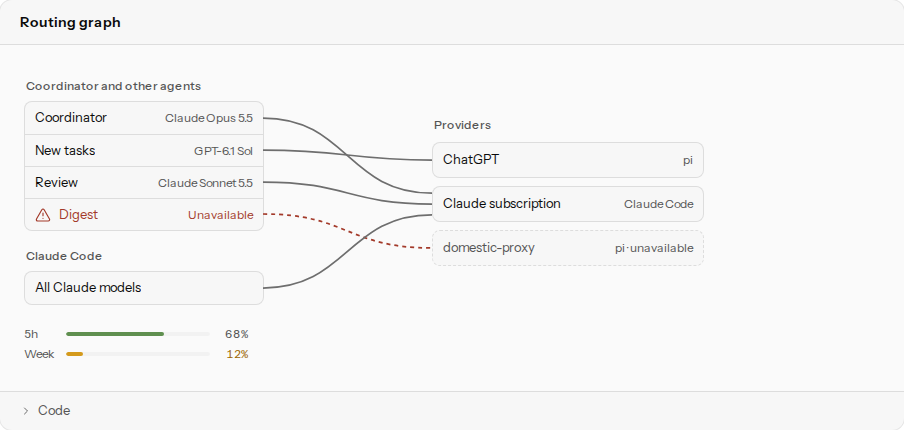 Routing graph
Coordinator and other agents
Coordinator Claude Opus 5.5
New tasks GPT-6.1 Sol
Review Claude Sonnet 5.5
Digest Unavailable
Claude Code
All Claude models
5h 68%
Week 12%
Providers
ChatGPT pi
Claude subscription Claude Code
domestic-proxy pi·unavailable
Code